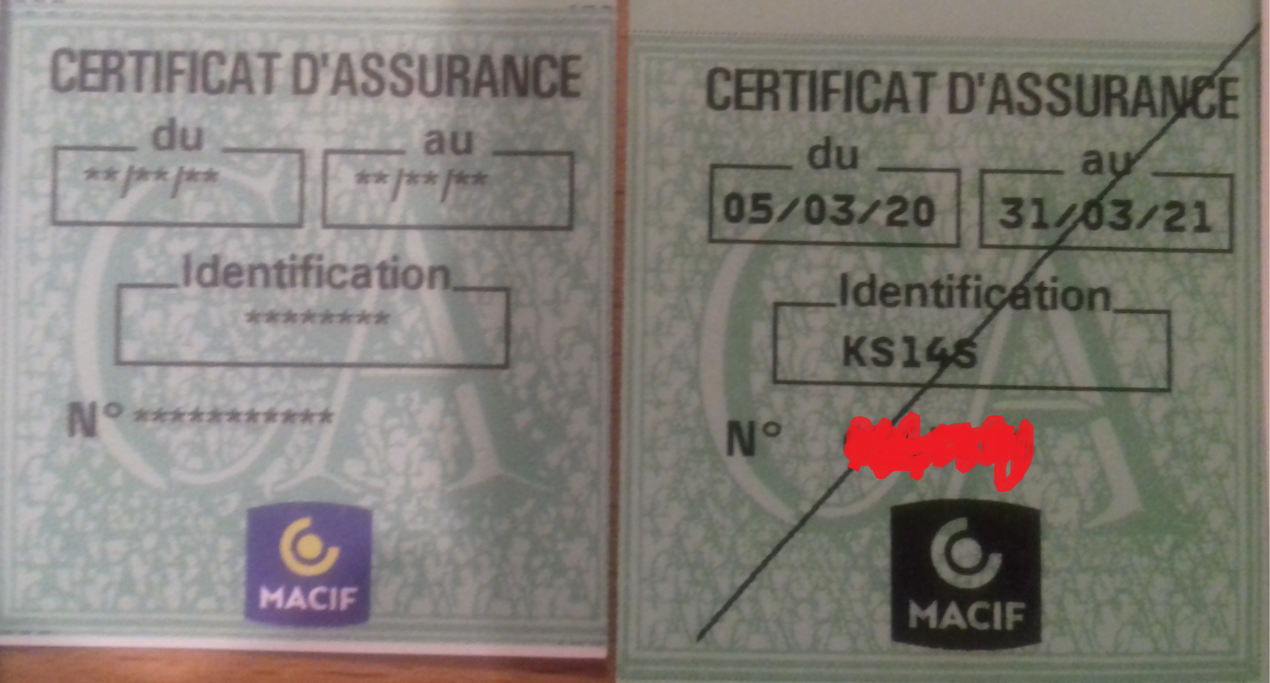 CERTIFICAT D'ASSURANCE
du au
**/**/** **/**/**
Identification
********
N° ***********
MACIF
CERTIFICAT D'ASSURANCE
du au
05/03/20 31/03/21
Identification
KS14S
N°
MACIF